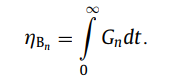 η_{B_n} = ∫_0^∞ G_n dt.